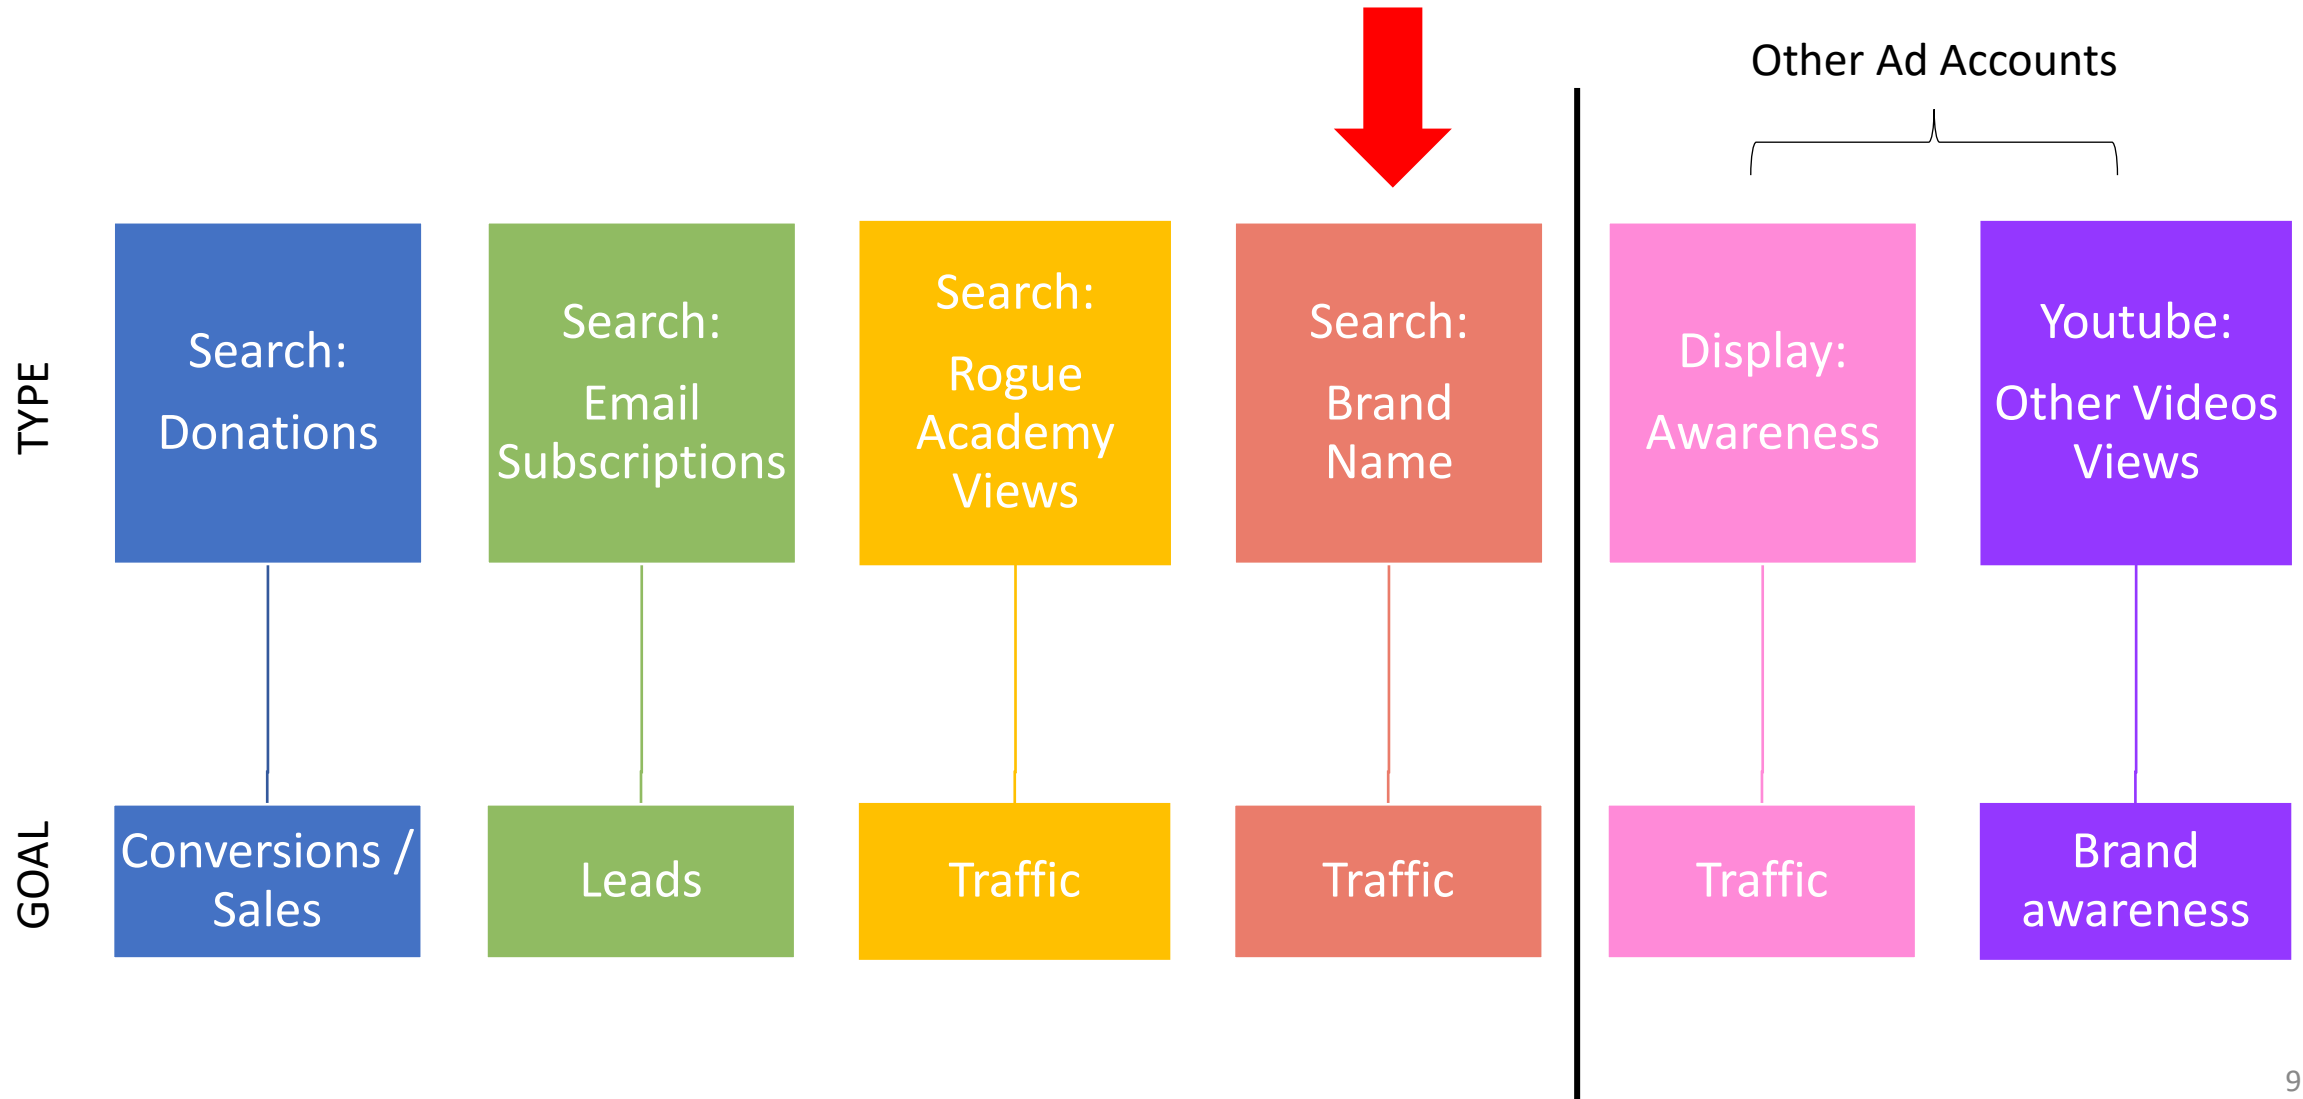 Other Ad Accounts
TYPE
Search:
Donations
Search:
Email
Subscriptions
Search:
Rogue
Academy
Views
Search:
Brand
Name
Display:
Awareness
Youtube:
Other Videos
Views
GOAL
Conversions /
Sales
Leads
Traffic
Traffic
Traffic
Brand
awareness
9